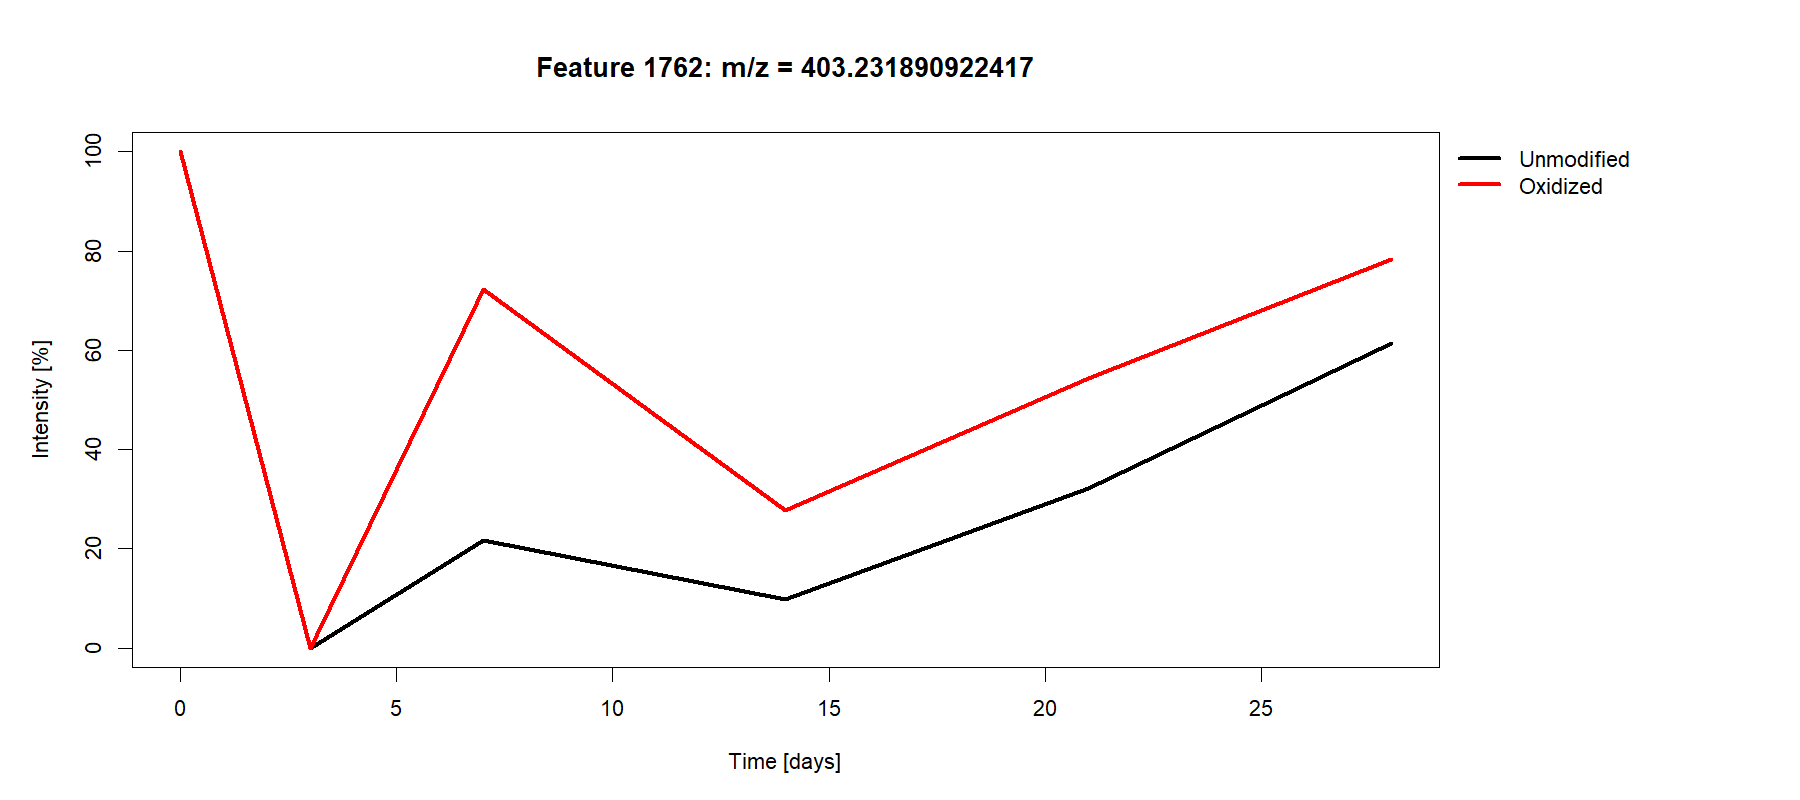 Feature 1762: m/z = 403.231890922417
Unmodified
Oxidized
Intensity [%]
100
80
60
40
20
0
0 5 10 15 20 25
Time [days]